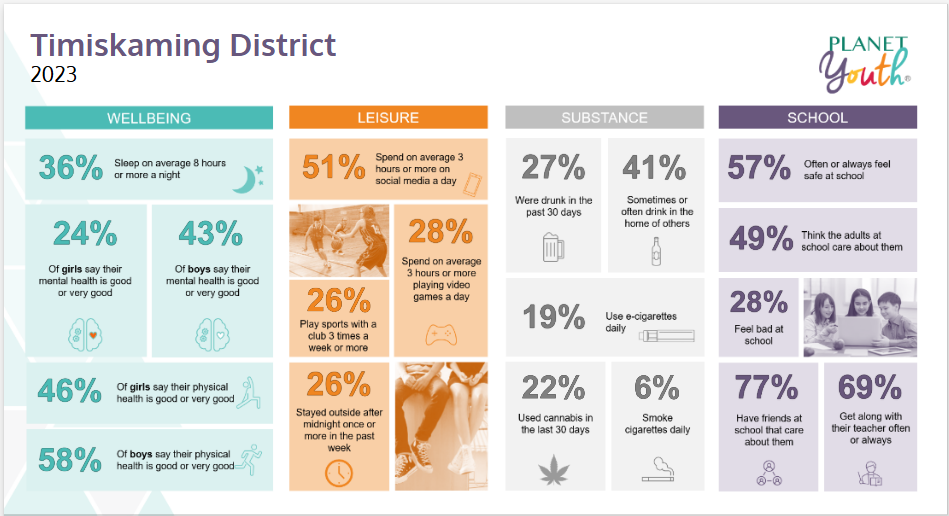 Timiskaming District
2023
PLANET
Youth®
WELLBEING
36%
Sleep on average 8 hours
or more a night
24%
Of girls say their
mental health is good
or very good
43%
Of boys say their
mental health is good
or very good
46%
Of girls say their physical
health is good or very good
58%
Of boys say their physical
health is good or very good
LEISURE
51%
Spend on average 3
hours or more on
social media a day
28%
Spend on average
3 hours or more
playing video
games a day
26%
Play sports with a
club 3 times a
week or more
26%
Stayed outside after
midnight once or
more in the past
week
SUBSTANCE
27%
Were drunk in the
past 30 days
41%
Sometimes or
often drink in the
home of others
19%
Use e-cigarettes
daily
22%
Used cannabis in
the last 30 days
6%
Smoke
cigarettes daily
SCHOOL
57%
Often or always feel
safe at school
49%
Think the adults at
school care about them
28%
Feel bad at
school
77%
Have friends at
school that care
about them
69%
Get along with
their teacher often
or always